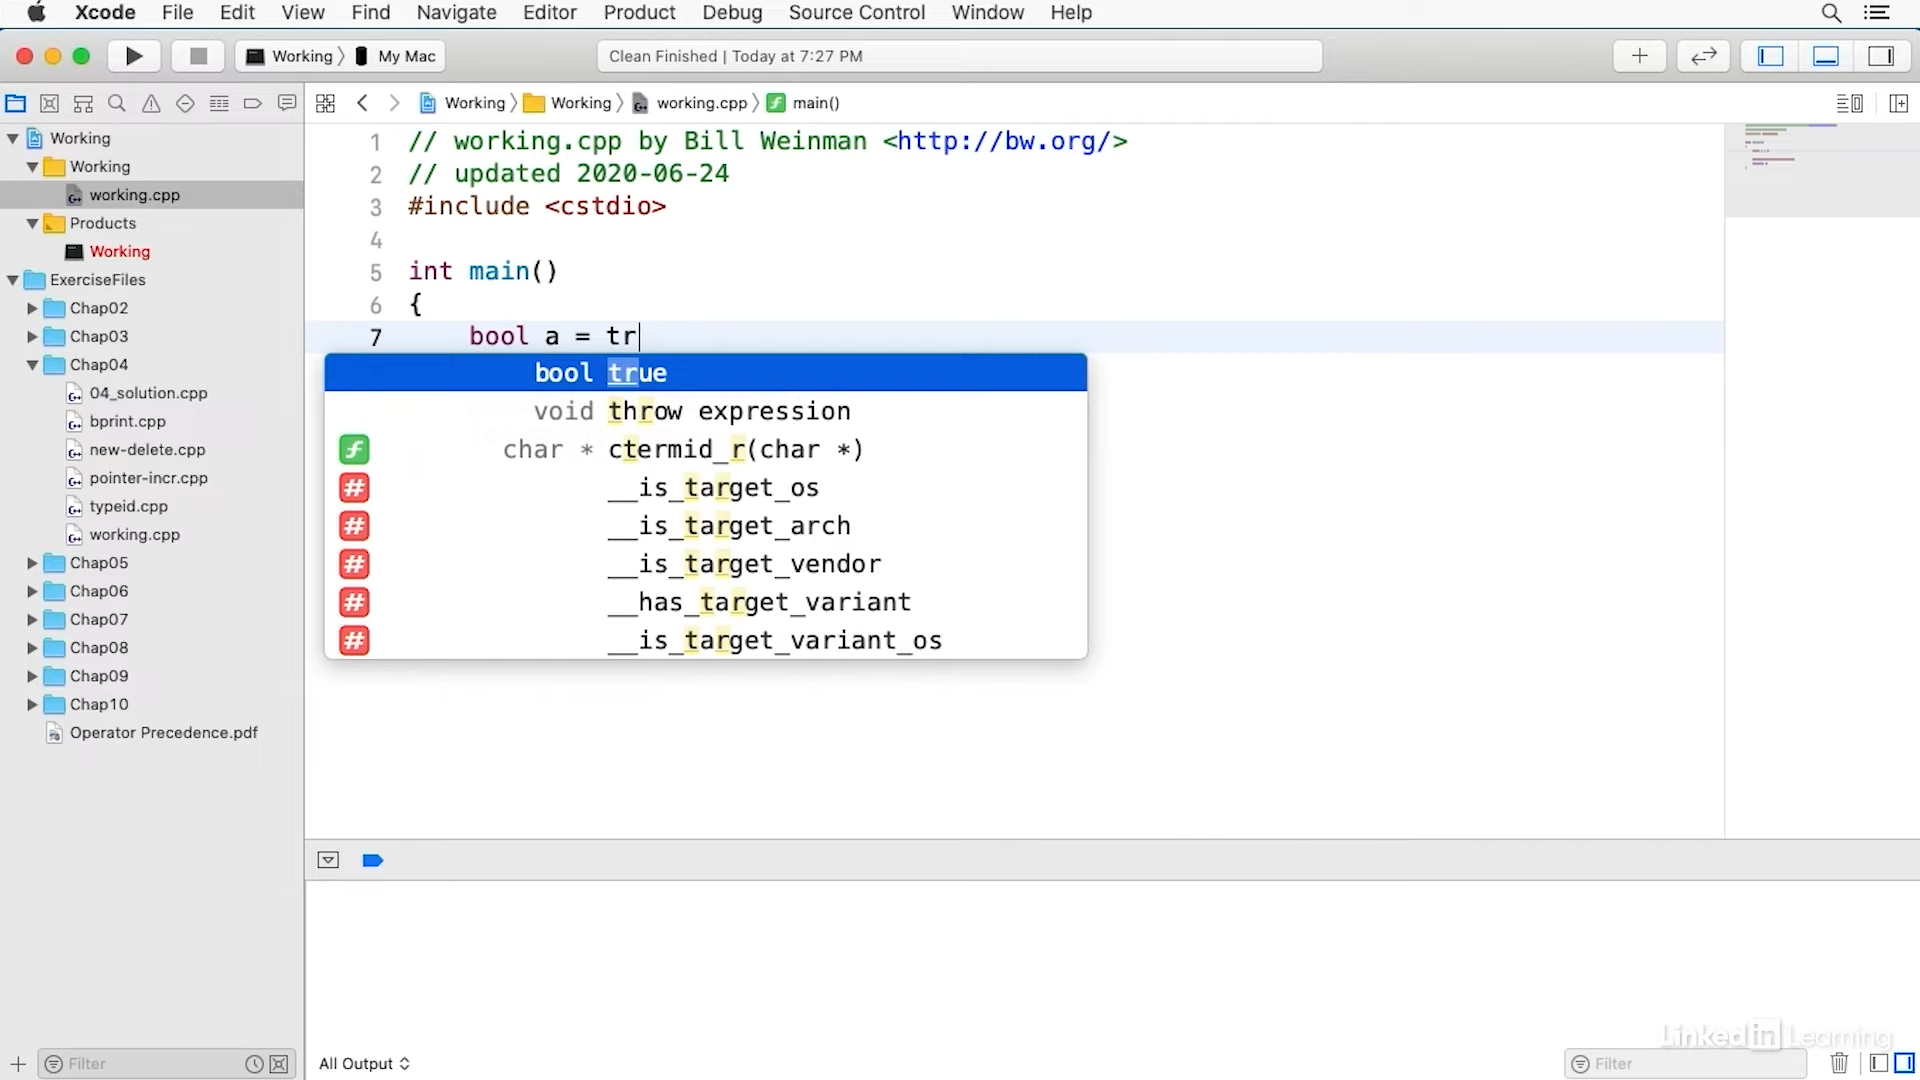 Xcode File Edit View Find Navigate Editor Product Debug Source Control Window Help
Working 〉 My Mac
Clean Finished | Today at 7:27 PM
Working 〉 Working 〉 working.cpp 〉 main()
Working
Working
working.cpp
Products
Working
ExerciseFiles
Chap02
Chap03
Chap04
04_solution.cpp
bprint.cpp
new-delete.cpp
pointer-incr.cpp
typeid.cpp
working.cpp
Chap05
Chap06
Chap07
Chap08
Chap09
Chap10
Operator Precedence.pdf
Filter
1 // working.cpp by Bill Weinman <http://bw.org/>
2 // updated 2020-06-24
3 #include <cstdio>
4
5 int main()
6 {
7 bool a = tr
bool true
void throw expression
f char * ctermid_r(char *)
# __is_target_os
# __is_target_arch
# __is_target_vendor
# __has_target_variant
# __is_target_variant_os
All Output
Filter
Linked in Learning